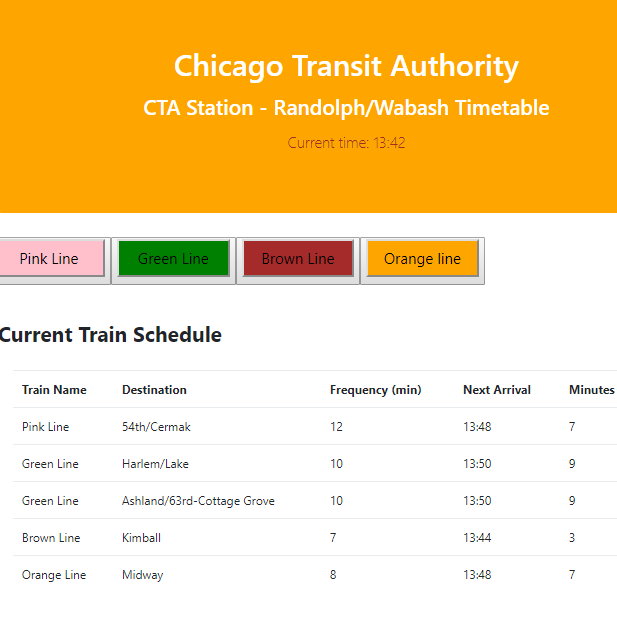 Chicago Transit Authority
CTA Station - Randolph/Wabash Timetable
Current time: 13:42
Pink Line Green Line Brown Line Orange line
Current Train Schedule
Train Name Destination Frequency (min) Next Arrival Minutes
Pink Line 54th/Cermak 12 13:48 7
Green Line Harlem/Lake 10 13:50 9
Green Line Ashland/63rd-Cottage Grove 10 13:50 9
Brown Line Kimball 7 13:44 3
Orange Line Midway 8 13:48 7